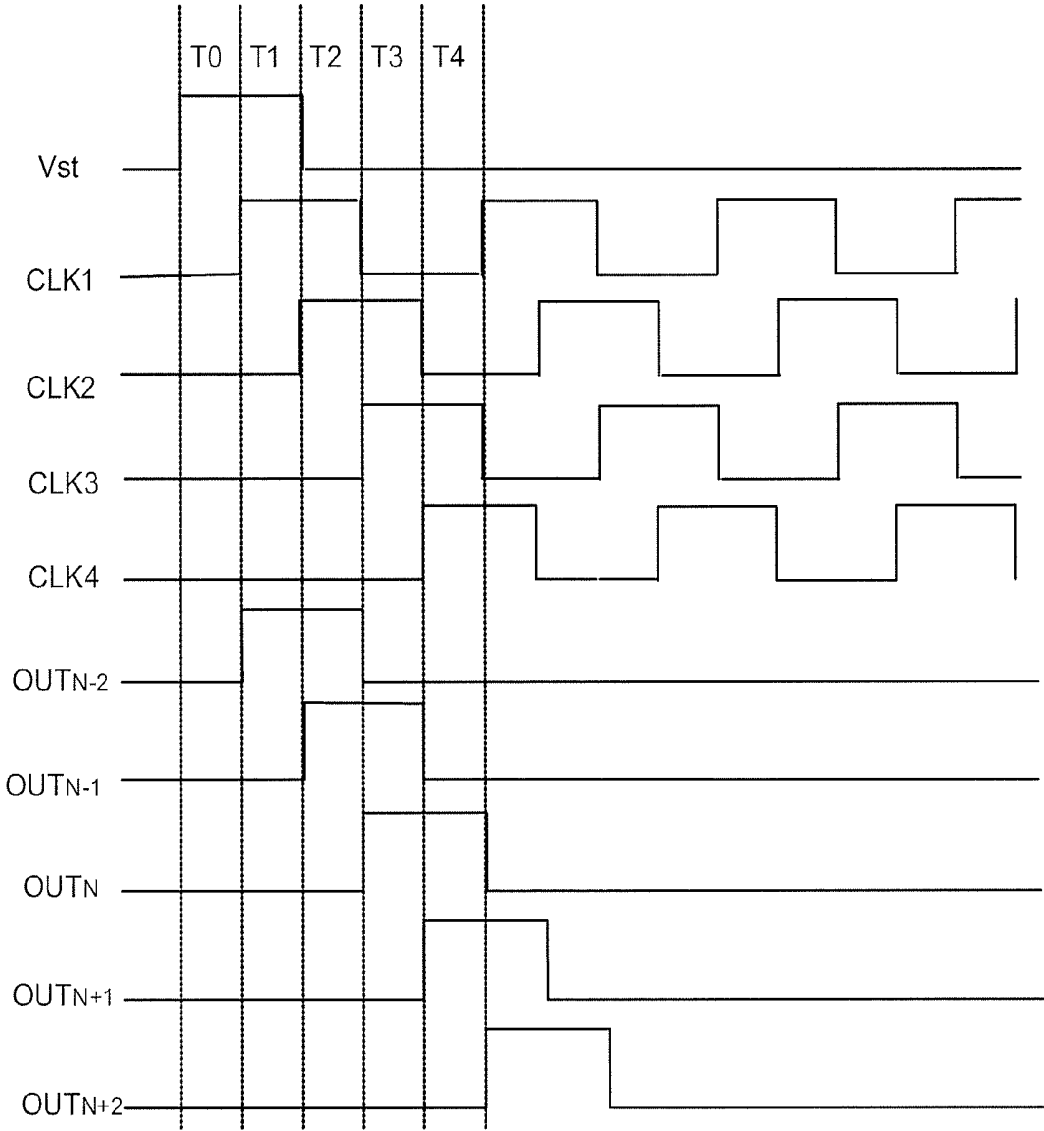 T0 T1 T2 T3 T4
Vst
CLK1
CLK2
CLK3
CLK4
OUTN-2
OUTN-1
OUTN
OUTN+1
OUTN+2